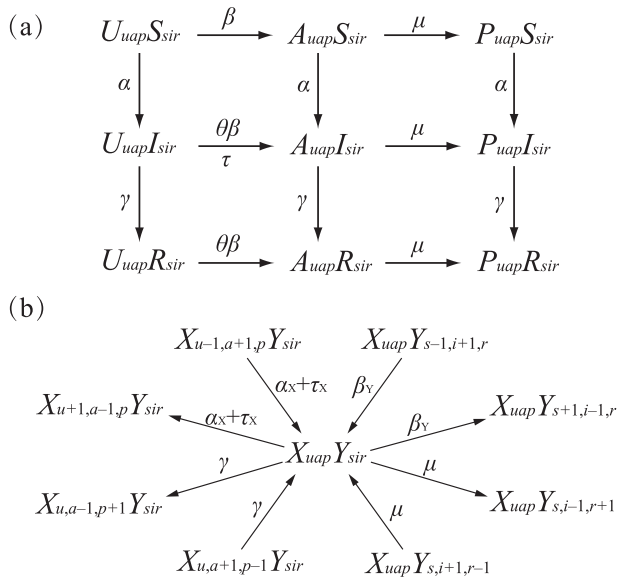 (a)
UuapSsir β AuapSsir μ PuapSsir
α α α
UuapIsir θβ τ AuapIsir μ PuapIsir
γ γ γ
UuapRsir θβ AuapRsir μ PuapRsir
(b)
Xu–1,a+1,pYsir XuapYs–1,i+1,r
αX+τX βY
Xu+1,a–1,pYsir αX+τX βY XuapYs+1,i–1,r
XuapYsir
γ μ
Xu,a–1,p+1Ysir XuapYs,i–1,r+1
γ μ
Xu,a+1,p–1Ysir XuapYs,i+1,r–1